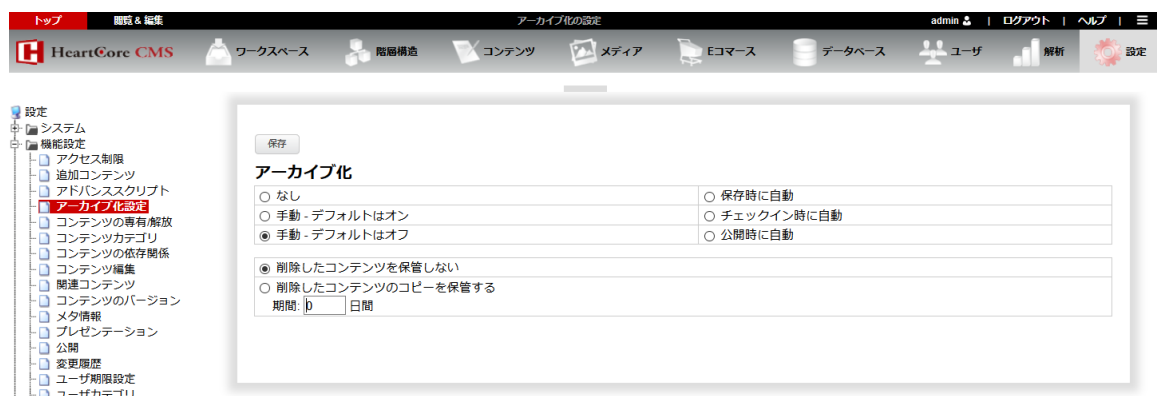 トップ 閲覧 & 編集 アーカイブ化の設定 admin | ログアウト | ヘルプ |
HeartCore CMS ワークスペース 階層構造 コンテンツ メディア Eコマース データベース ユーザ 解析 設定
設定
システム
機能設定
アクセス制限
追加コンテンツ
アドバンススクリプト
アーカイブ化設定
コンテンツの専有/解放
コンテンツカテゴリ
コンテンツの依存関係
コンテンツ編集
関連コンテンツ
コンテンツのバージョン
メタ情報
プレゼンテーション
公開
変更履歴
ユーザ期限設定
ユーザカテゴリ
保存
アーカイブ化
なし 保存時に自動
手動 - デフォルトはオン チェックイン時に自動
手動 - デフォルトはオフ 公開時に自動
削除したコンテンツを保管しない
削除したコンテンツのコピーを保管する
期間: 0 日間